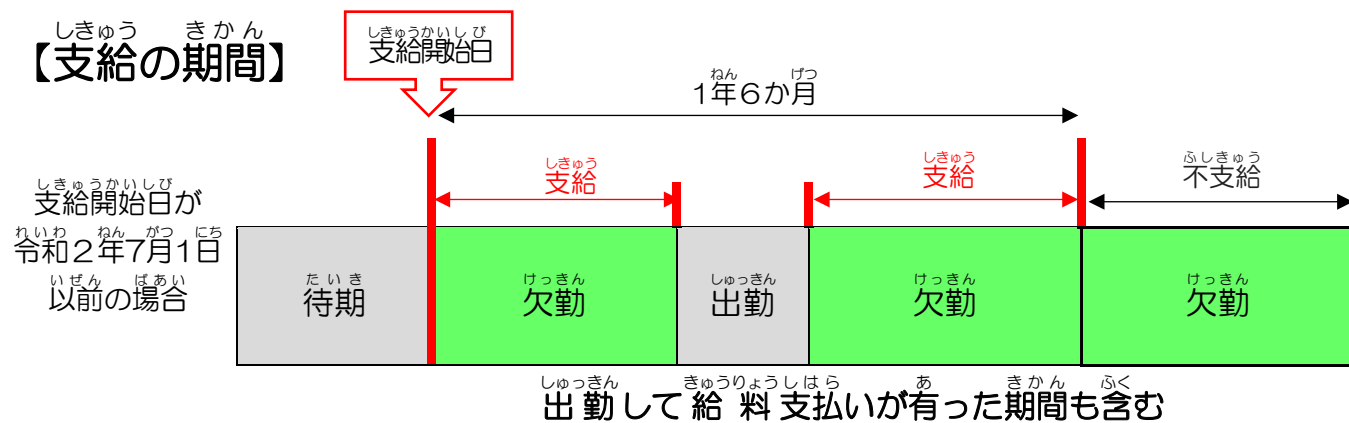 しきゅう きかん
【支給の期間】
しきゅうかいしび
支給開始日
ねん げつ
1年6か月
しきゅう
支給
しきゅう
支給
ふしきゅう
不支給
しきゅうかいしび
支給開始日が
れいわ ねん がつ にち
令和2年7月1日
いぜん ばあい
以前の場合
たいき
待期
けっきん
欠勤
しゅっきん
出勤
けっきん
欠勤
けっきん
欠勤
しゅっきん きゅうりょうしはら あ きかん ふく
出勤して給料支払いが有った期間も含む